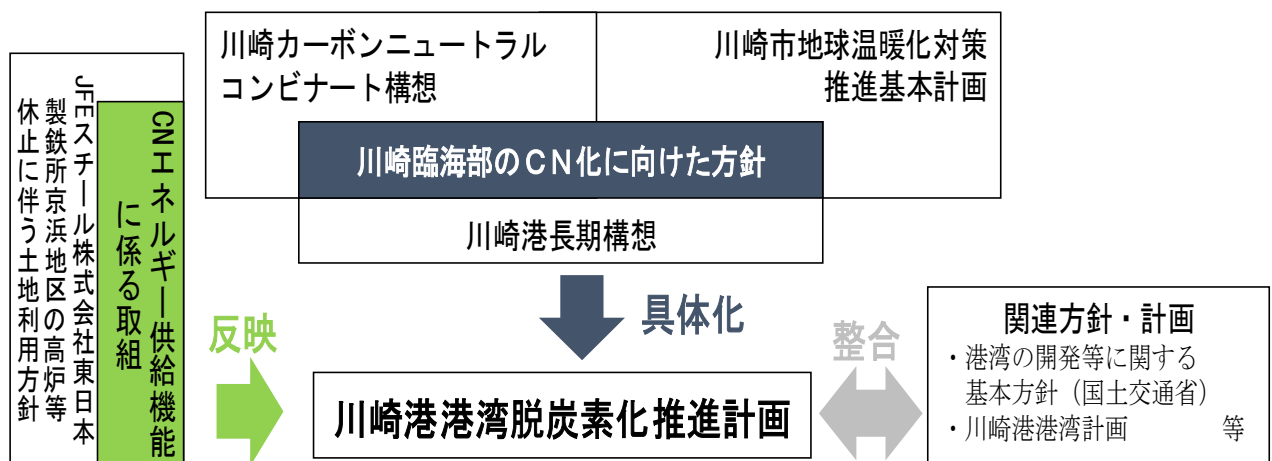 川崎カーボンニュートラル
コンビナート構想
川崎市地球温暖化対策
推進基本計画
川崎臨海部のCN化に向けた方針
川崎港長期構想
JFEスチール株式会社東日本
製鉄所京浜地区の高炉等
休止に伴う土地利用方針
CNエネルギー供給機能
に係る取組
反映
具体化
整合
川崎港港湾脱炭素化推進計画
関連方針・計画
・港湾の開発等に関する
基本方針（国土交通省）
・川崎港港湾計画 等